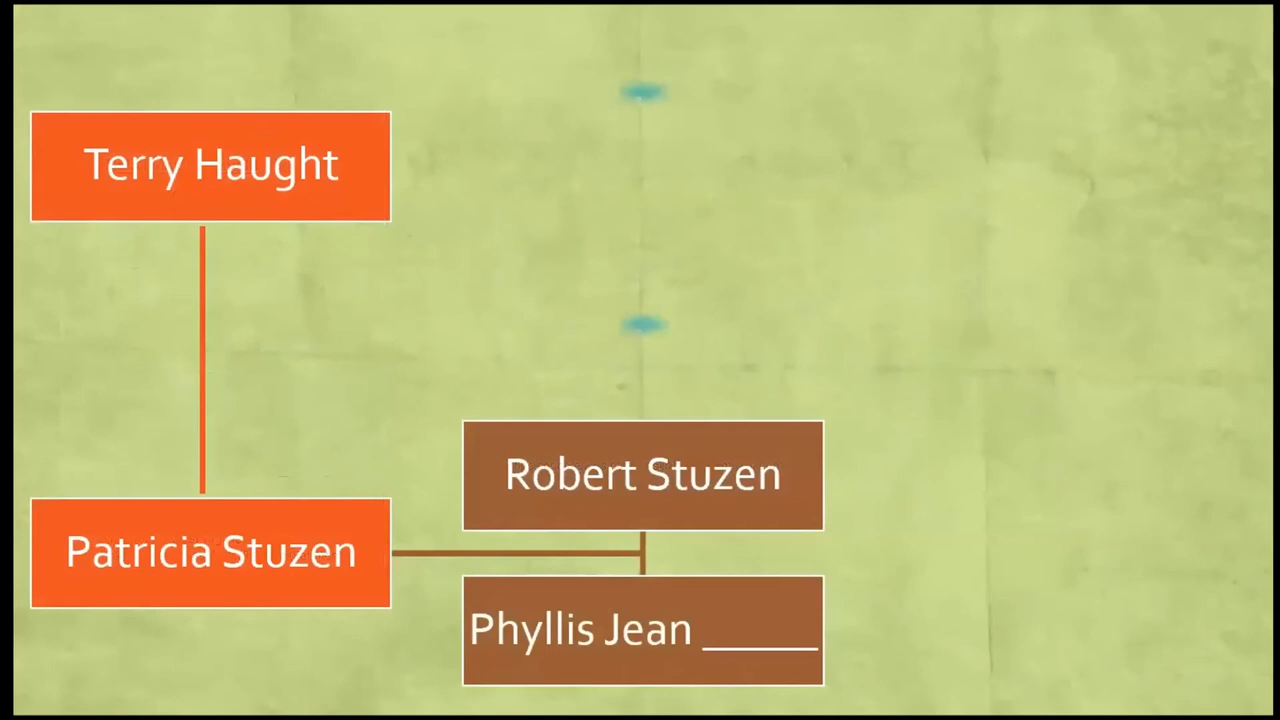 Terry Haught
Robert Stuzen
Patricia Stuzen
Phyllis Jean ______